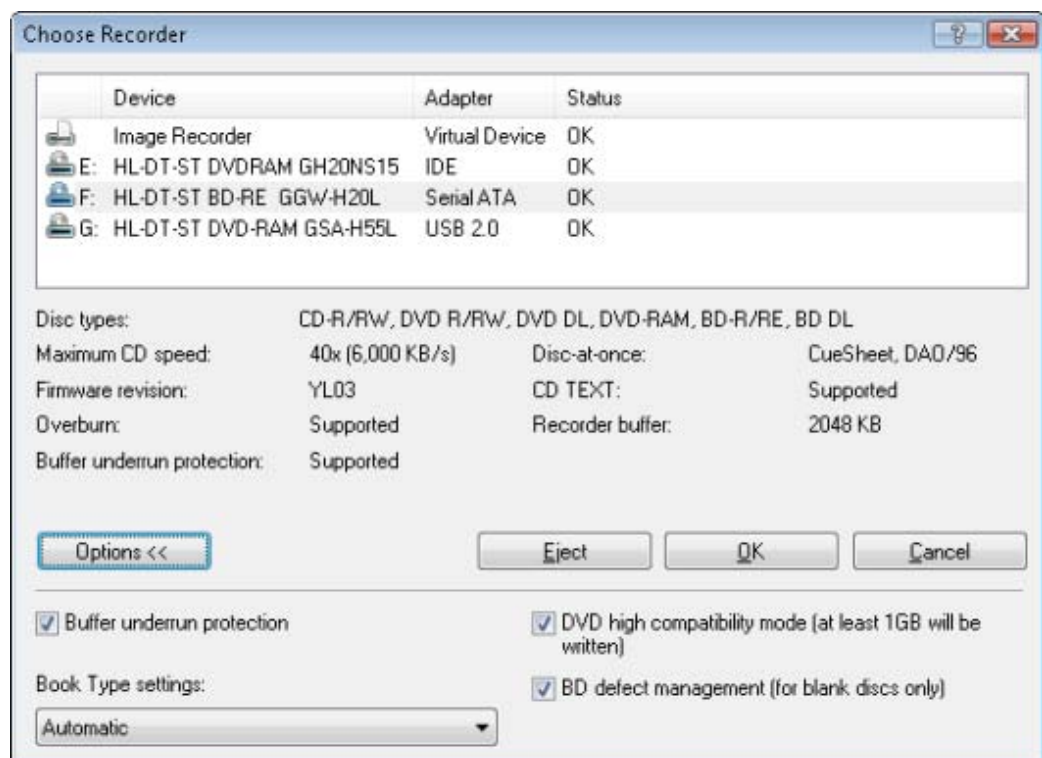 Choose Recorder
Device Adapter Status
Image Recorder Virtual Device OK
E: HL-DT-ST DVDRAM GH20NS15 IDE OK
F: HL-DT-ST BD-RE GGW-H20L Serial ATA OK
G: HL-DT-ST DVD-RAM GSA-H55L USB 2.0 OK
Disc types: CD-R/RW, DVD R/RW, DVD DL, DVD-RAM, BD-R/RE, BD DL
Maximum CD speed: 40x (6,000 KB/s) Disc-at-once: CueSheet, DAO/96
Firmware revision: YL03 CD TEXT: Supported
Overburn: Supported Recorder buffer: 2048 KB
Buffer underrun protection: Supported
Options << Eject OK Cancel
Buffer underrun protection
DVD high compatibility mode (at least 1GB will be
written)
Book Type settings:
BD defect management (for blank discs only)
Automatic